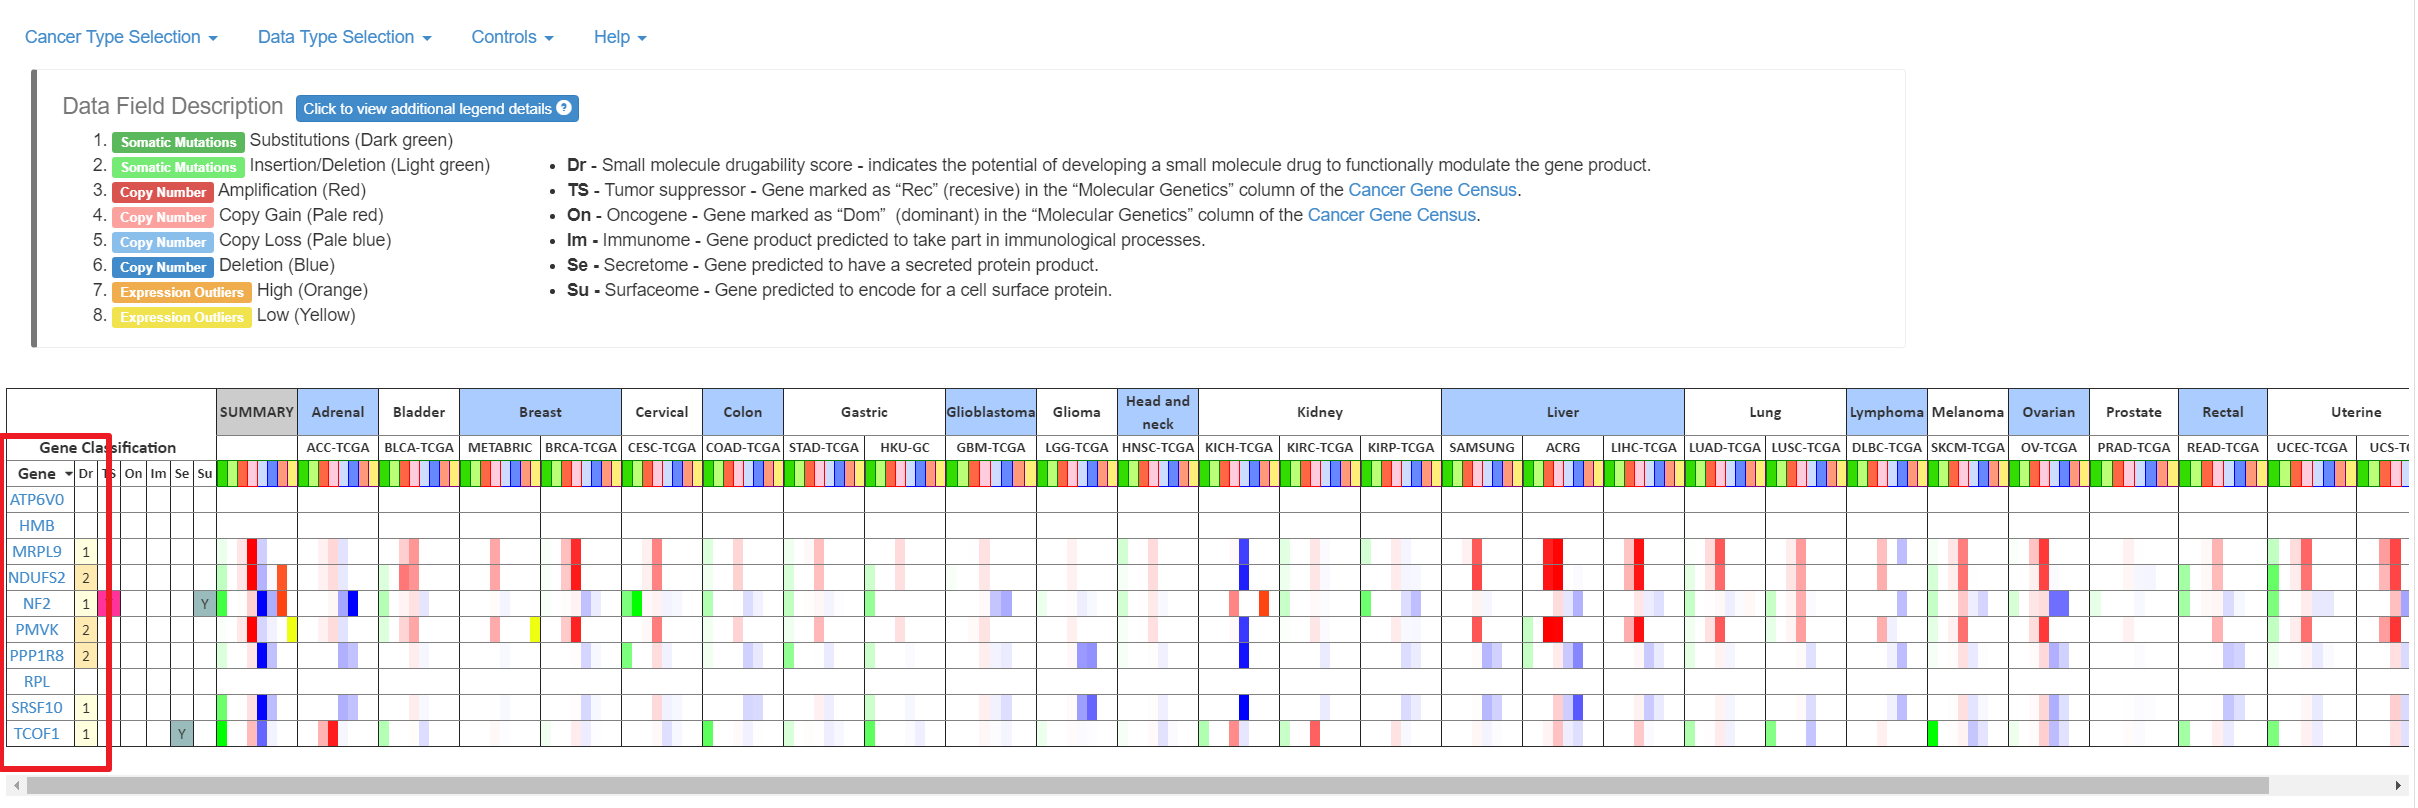 Cancer Type Selection Data Type Selection Controls Help
Data Field Description Click to view additional legend details ?
1. Somatic Mutations Substitutions (Dark green)
2. Somatic Mutations Insertion/Deletion (Light green)
3. Copy Number Amplification (Red)
4. Copy Number Copy Gain (Pale red)
5. Copy Number Copy Loss (Pale blue)
6. Copy Number Deletion (Blue)
7. Expression Outliers High (Orange)
8. Expression Outliers Low (Yellow)
• Dr - Small molecule drugability score - indicates the potential of developing a small molecule drug to functionally modulate the gene product.
• TS - Tumor suppressor - Gene marked as “Rec” (recesive) in the “Molecular Genetics” column of the Cancer Gene Census.
• On - Oncogene - Gene marked as “Dom” (dominant) in the “Molecular Genetics” column of the Cancer Gene Census.
• Im - Immunome - Gene product predicted to take part in immunological processes.
• Se - Secretome - Gene predicted to have a secreted protein product.
• Su - Surfaceome - Gene predicted to encode for a cell surface protein.
SUMMARY Adrenal Bladder Breast Cervical Colon Gastric Glioblastoma Glioma Head and neck Kidney Liver Lung Lymphoma Melanoma Ovarian Prostate Rectal Uterine
Gene Classification ACC-TCGA BLCA-TCGA METABRIC BRCA-TCGA CESC-TCGA COAD-TCGA STAD-TCGA HKU-GC GBM-TCGA LGG-TCGA HNSC-TCGA KICH-TCGA KIRC-TCGA KIRP-TCGA SAMSUNG ACRG LIHC-TCGA LUAD-TCGA LUSC-TCGA DLBC-TCGA SKCM-TCGA OV-TCGA PRAD-TCGA READ-TCGA UCEC-TCGA UCS-TC
Gene Dr TS On Im Se Su
ATP6V0
HMB
MRPL9 1
NDUFS2 2
NF2 1 Y
PMVK 2
PPP1R8 2
RPL
SRSF10 1
TCOF1 1 Y